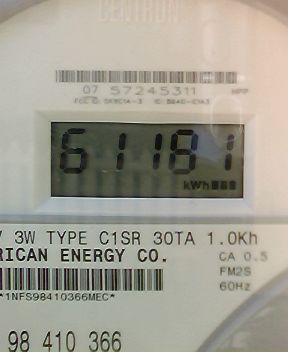 CENTRON
07 57245311
61181
kWh
V 3W TYPE C1SR 30TA 1.0Kh
RICAN ENERGY CO.
CA 0.5
FM2S
60Hz
*1NFS98410366MEC*
98 410 366